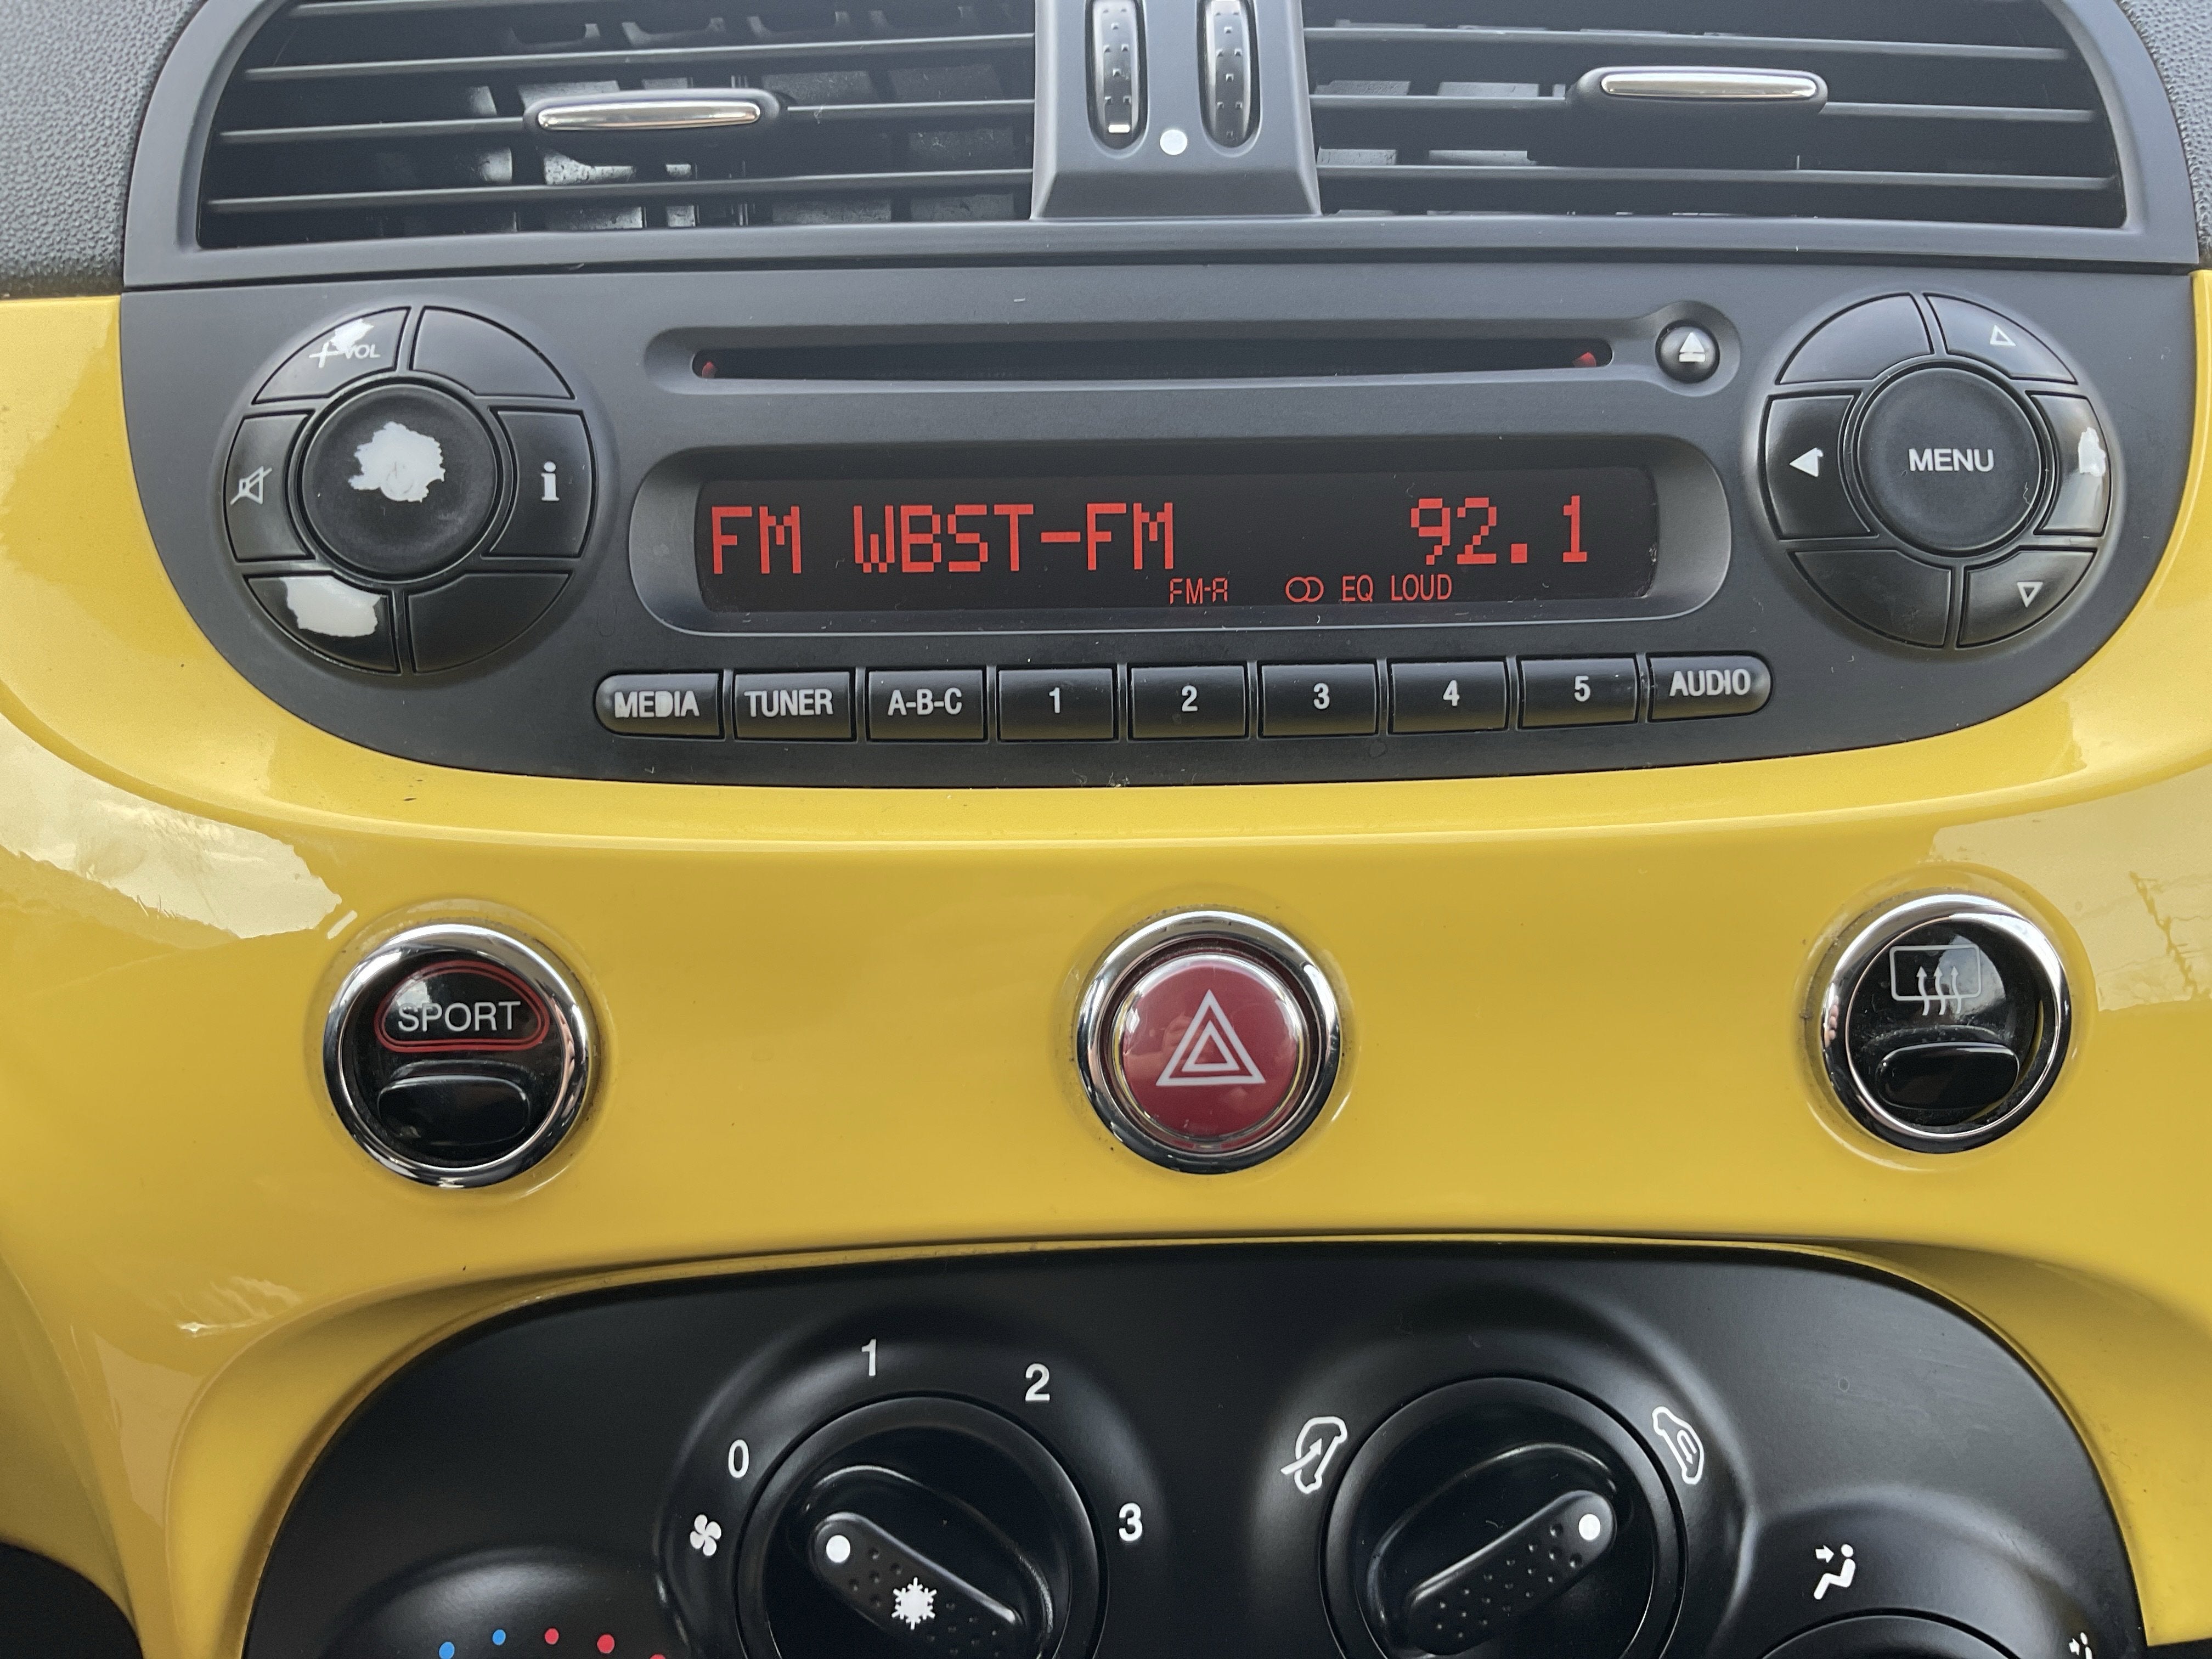 + VOL
i
MENU
FM WBST-FM 92.1
FM-A EQ LOUD
MEDIA TUNER A-B-C 1 2 3 4 5 AUDIO
SPORT
0 1 2 3